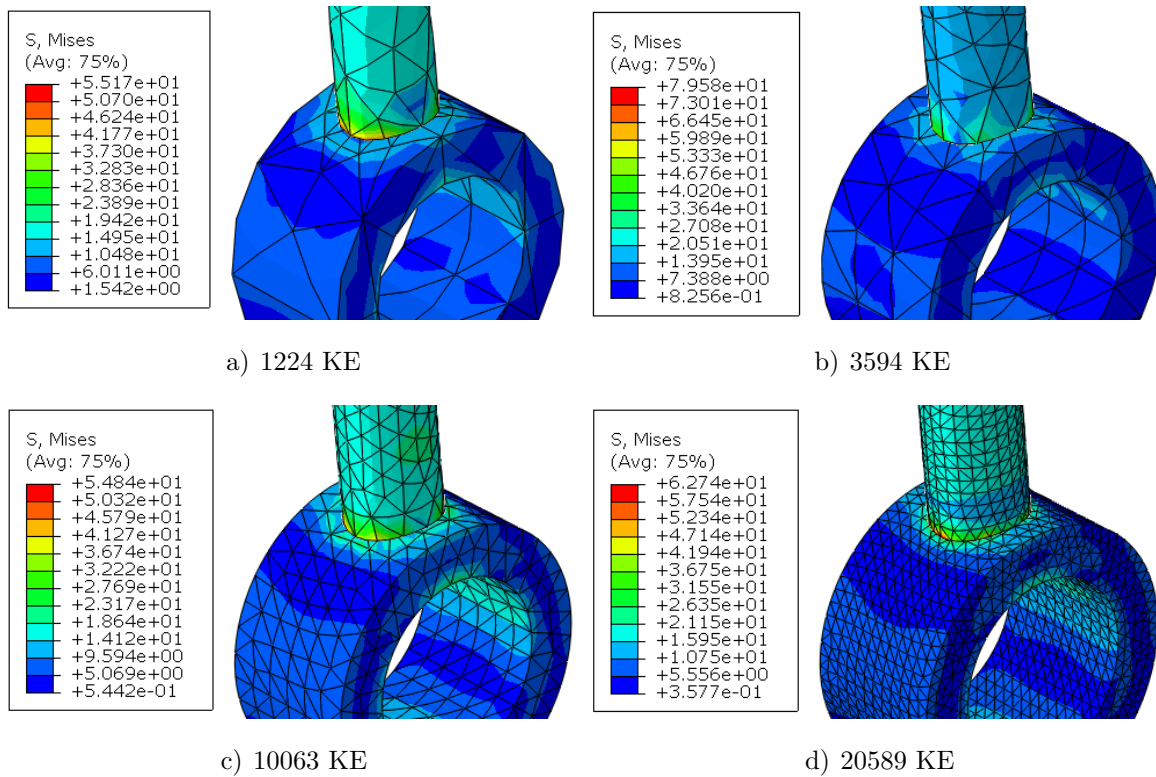 S, Mises
(Avg: 75%)
+5.517e+01
+5.070e+01
+4.624e+01
+4.177e+01
+3.730e+01
+3.283e+01
+2.836e+01
+2.389e+01
+1.942e+01
+1.495e+01
+1.048e+01
+6.011e+00
+1.542e+00
a) 1224 KE
S, Mises
(Avg: 75%)
+7.958e+01
+7.301e+01
+6.645e+01
+5.989e+01
+5.333e+01
+4.676e+01
+4.020e+01
+3.364e+01
+2.708e+01
+2.051e+01
+1.395e+01
+7.388e+00
+8.256e-01
b) 3594 KE
S, Mises
(Avg: 75%)
+5.484e+01
+5.032e+01
+4.579e+01
+4.127e+01
+3.674e+01
+3.222e+01
+2.769e+01
+2.317e+01
+1.864e+01
+1.412e+01
+9.594e+00
+5.069e+00
+5.442e-01
c) 10063 KE
S, Mises
(Avg: 75%)
+6.274e+01
+5.754e+01
+5.234e+01
+4.714e+01
+4.194e+01
+3.675e+01
+3.155e+01
+2.635e+01
+2.115e+01
+1.595e+01
+1.075e+01
+5.556e+00
+3.577e-01
d) 20589 KE